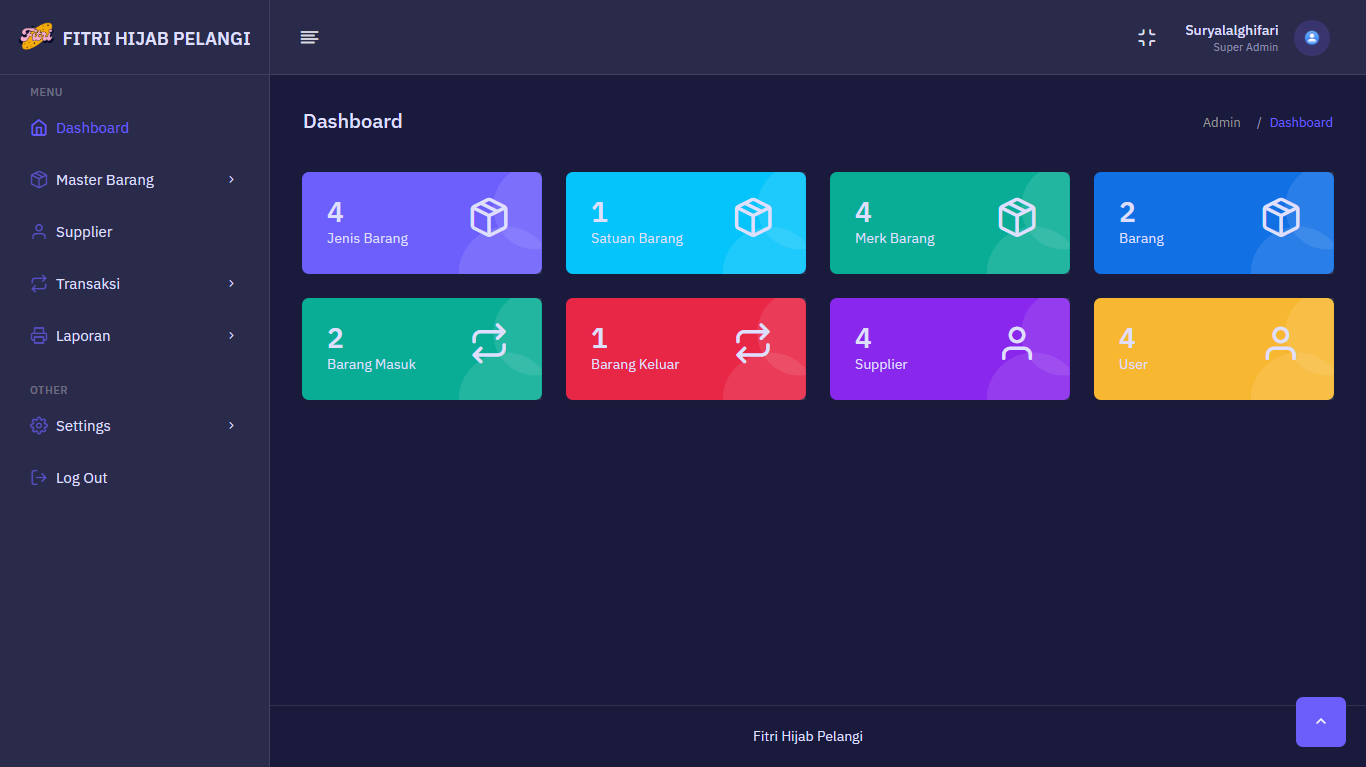 Fitri
FITRI HIJAB PELANGI
Suryalalghifari
Super Admin
MENU
Dashboard
Master Barang
Supplier
Transaksi
Laporan
OTHER
Settings
Log Out
Dashboard
Admin / Dashboard
4
Jenis Barang
1
Satuan Barang
4
Merk Barang
2
Barang
2
Barang Masuk
1
Barang Keluar
4
Supplier
4
User
Fitri Hijab Pelangi